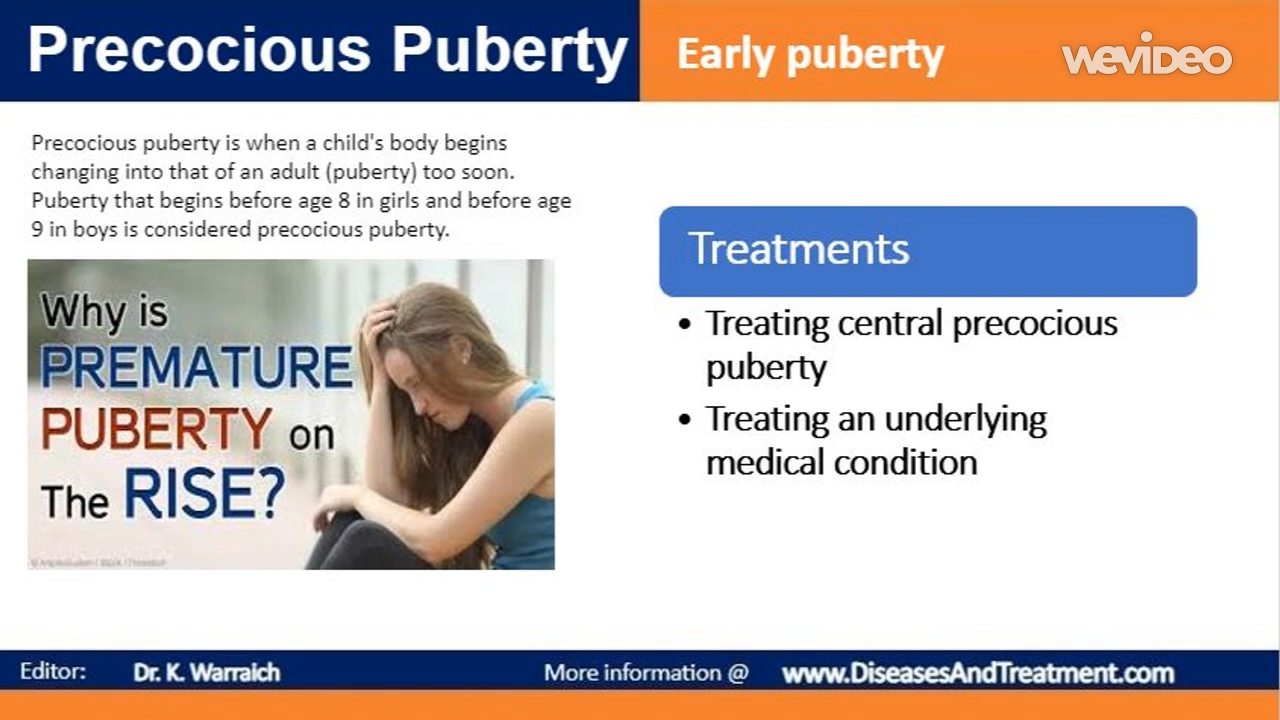 Precocious Puberty
Early puberty
WEVIDEO
Precocious puberty is when a child's body begins
changing into that of an adult (puberty) too soon.
Puberty that begins before age 8 in girls and before age
9 in boys is considered precocious puberty.
Why is
PREMATURE
PUBERTY on
The RISE?
Treatments
• Treating central precocious
puberty
• Treating an underlying
medical condition
Editor: Dr. K. Warraich
More information @ www.DiseasesAndTreatment.com